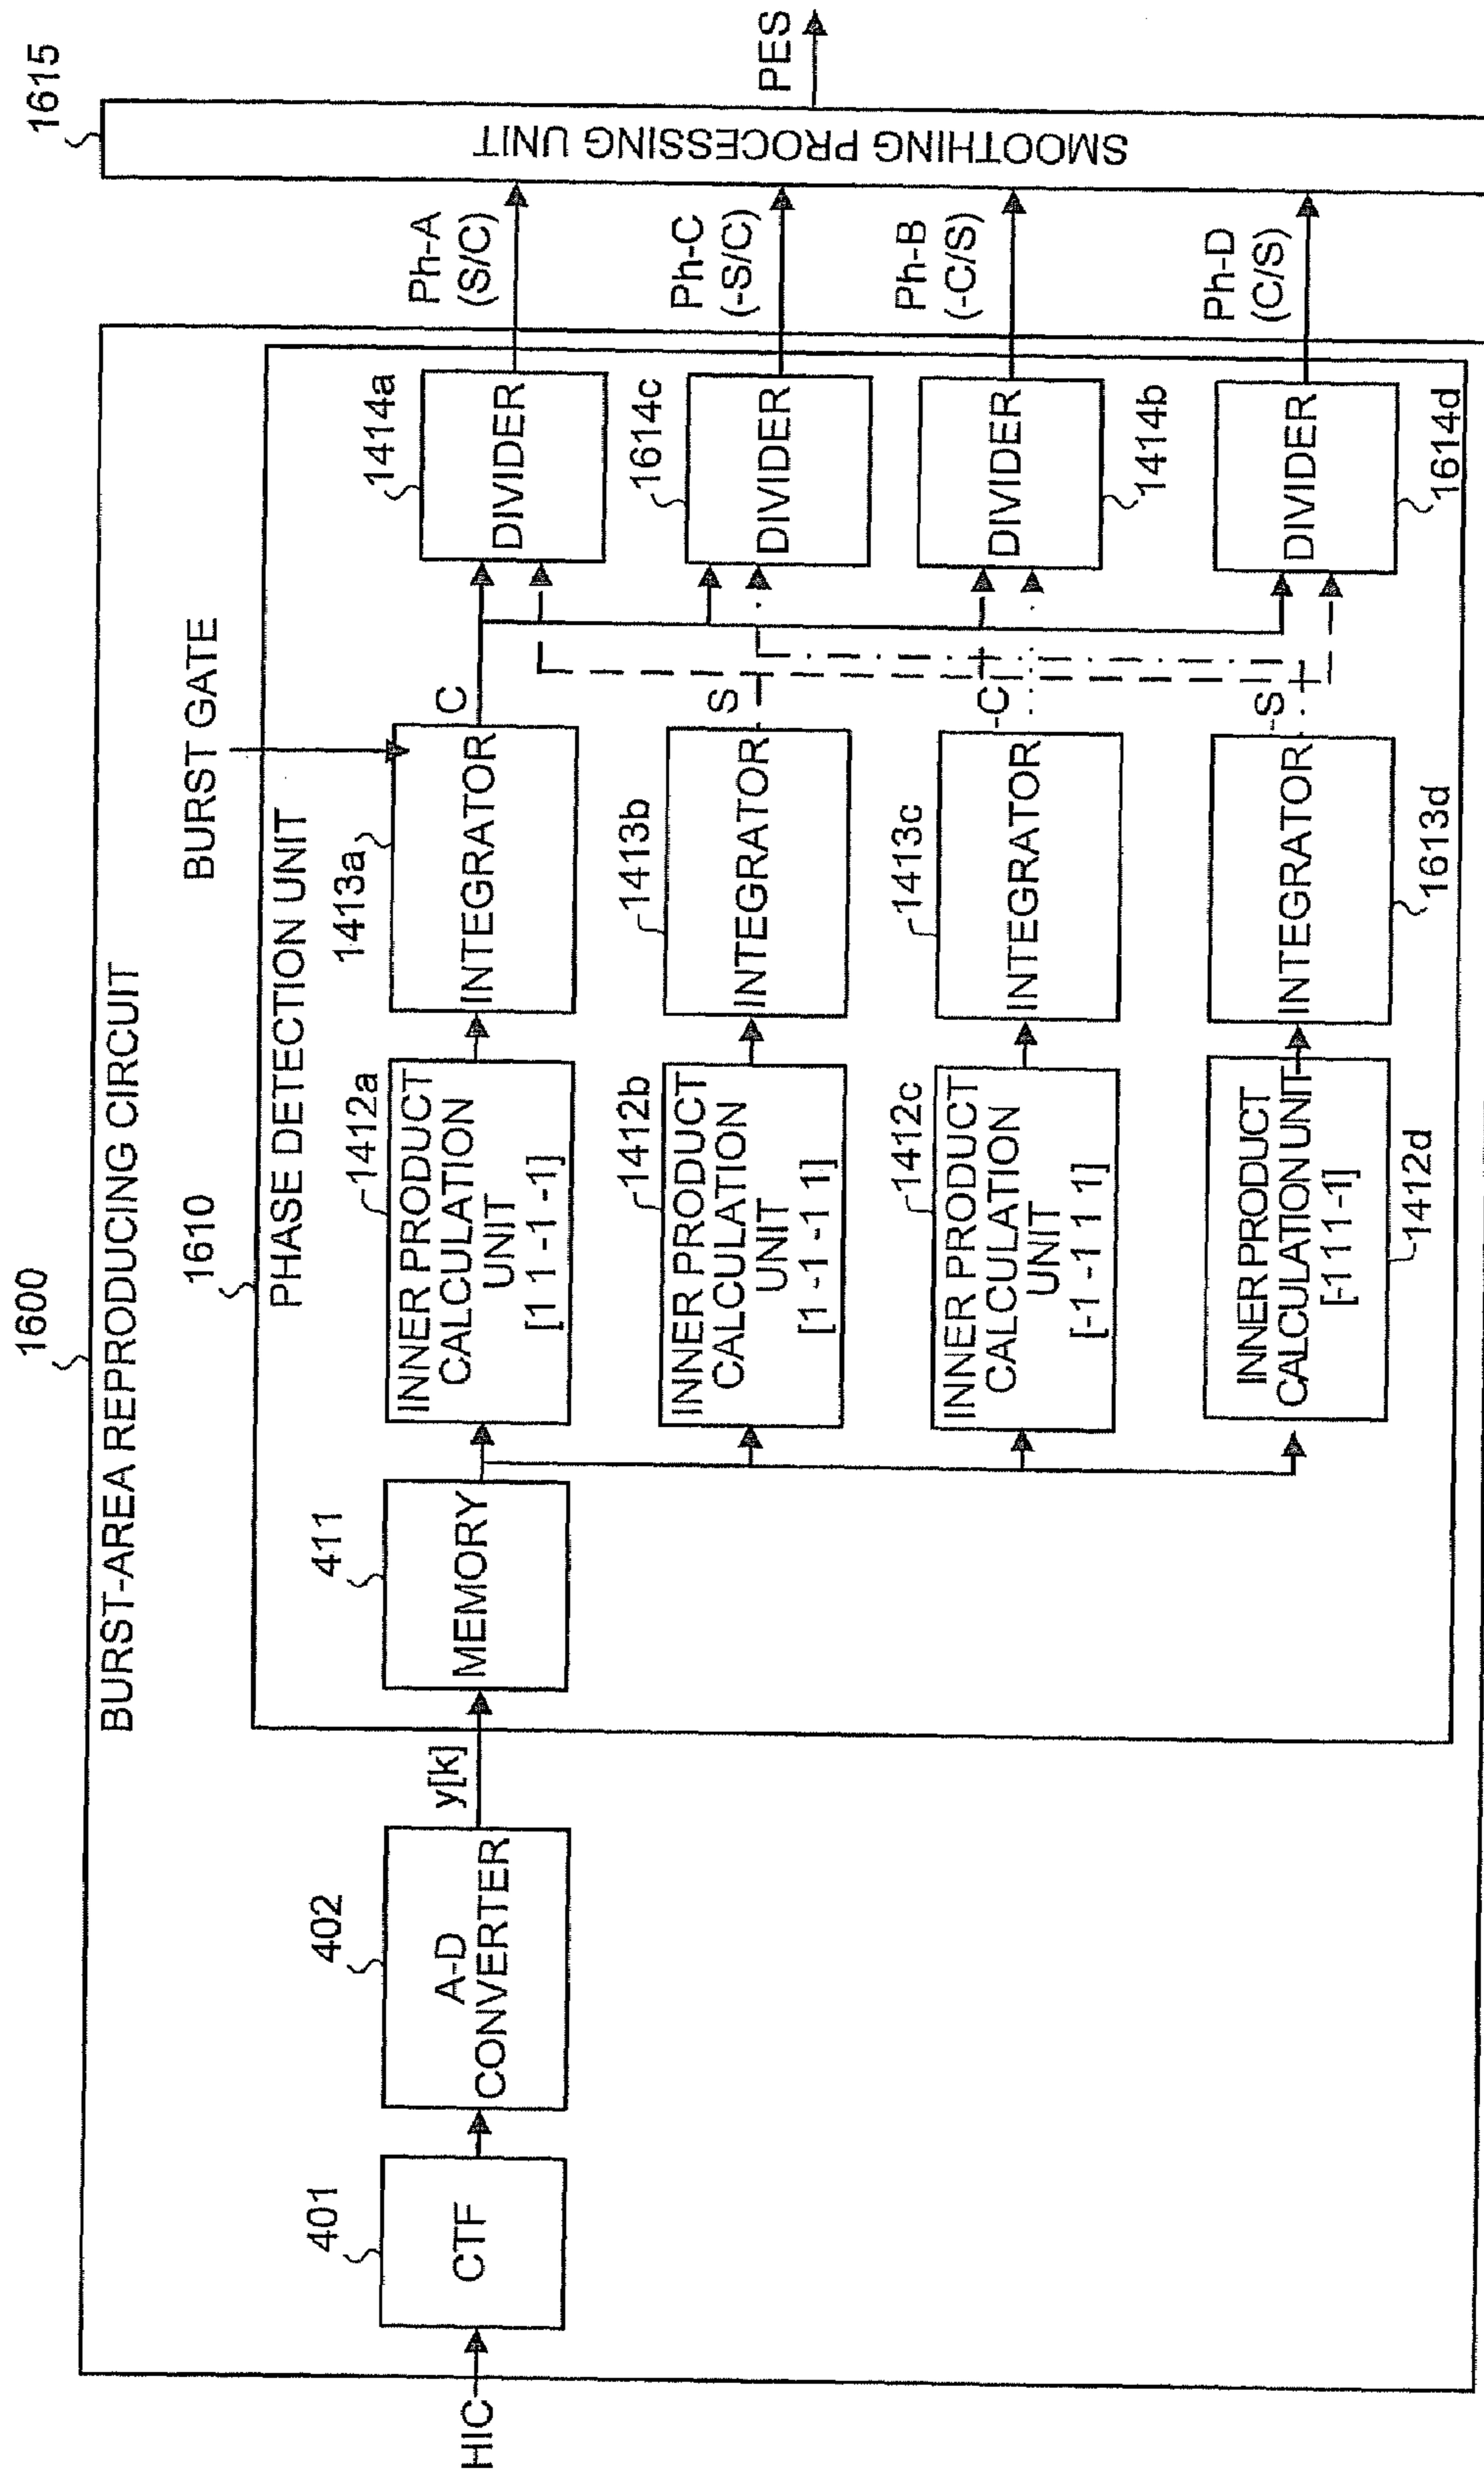 1600
BURST-AREA REPRODUCING CIRCUIT
1610
PHASE DETECTION UNIT
BURST GATE
1615
HIC
401
CTF
402
A-D
CONVERTER
y[k]
411
MEMORY
1412a
INNER PRODUCT
CALCULATION
UNIT
[1 1 -1 -1]
1413a
INTEGRATOR
C
1414a
DIVIDER
Ph-A
(S/C)
1412b
INNER PRODUCT
CALCULATION
UNIT
[1 -1 -1 1]
1413b
INTEGRATOR
S
1614c
DIVIDER
Ph-C
(-S/C)
1412c
INNER PRODUCT
CALCULATION
UNIT
[-1 -1 1 1]
1413c
INTEGRATOR
-C
1414b
DIVIDER
Ph-B
(-C/S)
INNER PRODUCT
CALCULATION UNIT
[-1 1 1 -1]
1412d
INTEGRATOR
1613d
-S
DIVIDER
1614d
Ph-D
(C/S)
SMOOTHING PROCESSING UNIT
PES